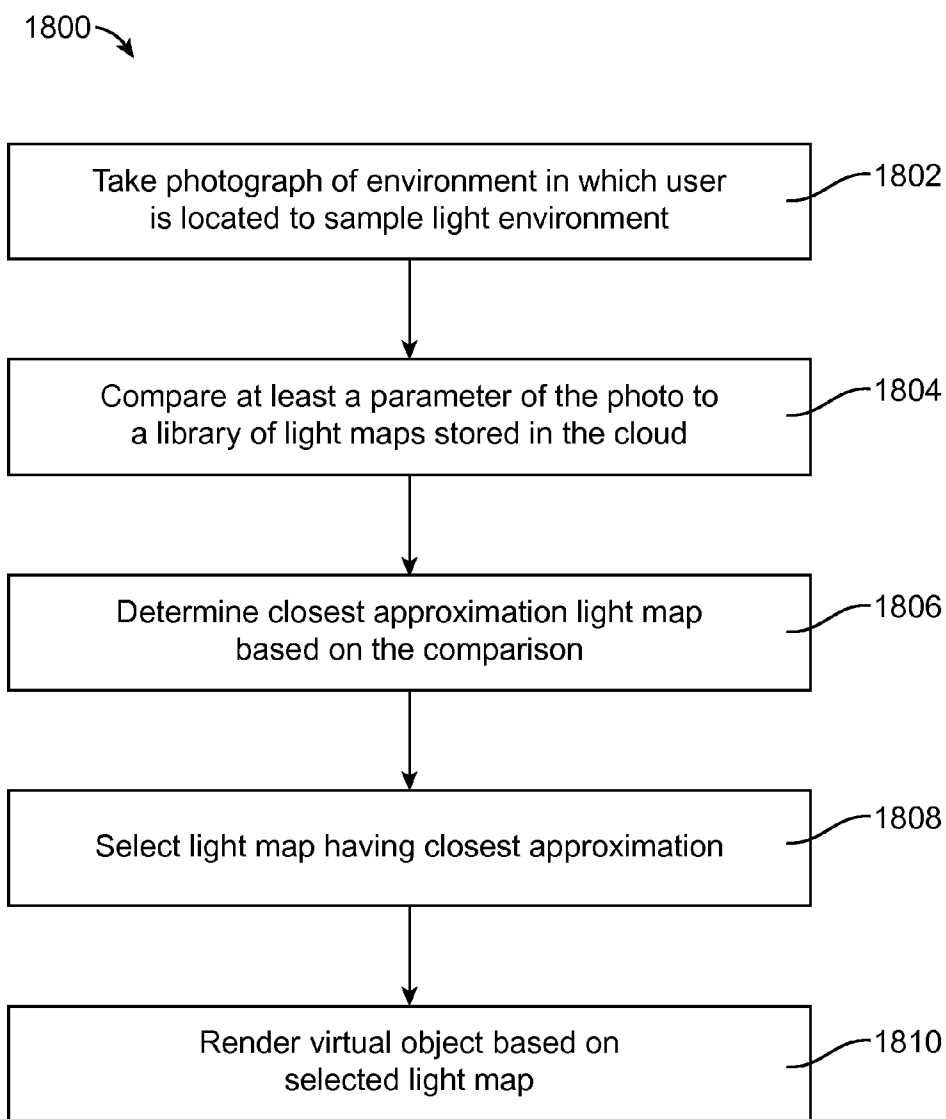 1800
Take photograph of environment in which user
is located to sample light environment
1802
Compare at least a parameter of the photo to
a library of light maps stored in the cloud
1804
Determine closest approximation light map
based on the comparison
1806
Select light map having closest approximation
1808
Render virtual object based on
selected light map
1810